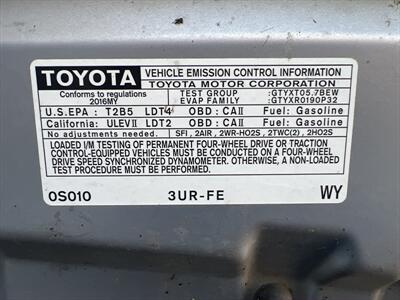 TOYOTA VEHICLE EMISSION CONTROL INFORMATION
TOYOTA MOTOR CORPORATION
Conforms to regulations TEST GROUP :GTYXT05.7BEW
2016MY EVAP FAMILY :GTYXR0190P32
U.S.EPA : T2B5 LDT4 OBD: CAII Fuel: Gasoline
California: ULEVII LDT2 OBD: CAII Fuel: Gasoline
No adjustments needed. SFI, 2AIR, 2WR-HO2S, 2TWC(2), 2HO2S
LOADED I/M TESTING OF PERMANENT FOUR-WHEEL DRIVE OR TRACTION
CONTROL-EQUIPPED VEHICLES MUST BE CONDUCTED ON A FOUR-WHEEL
DRIVE SPEED SYNCHRONIZED DYNAMOMETER. OTHERWISE, A NON-LOADED
TEST PROCEDURE MUST BE PERFORMED.
0S010 3UR-FE WY